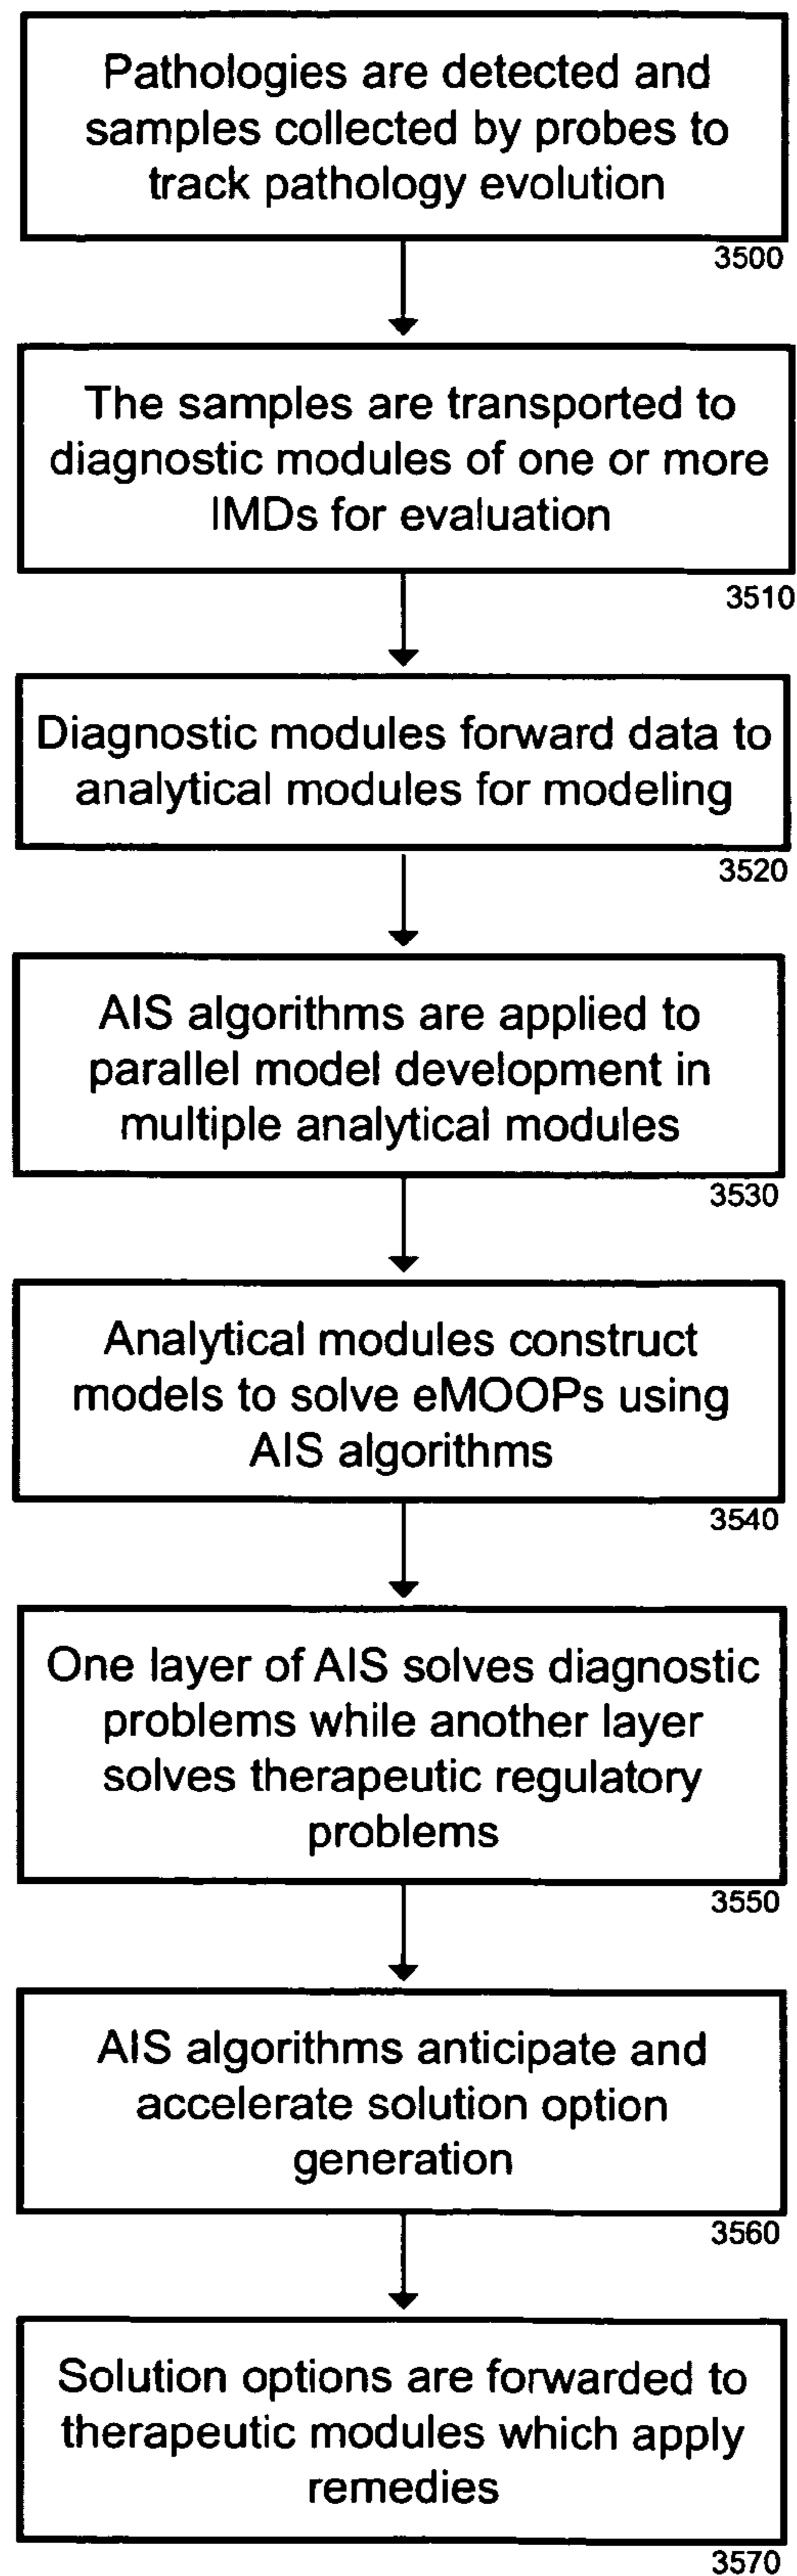 Pathologies are detected and
samples collected by probes to
track pathology evolution
3500
The samples are transported to
diagnostic modules of one or more
IMDs for evaluation
3510
Diagnostic modules forward data to
analytical modules for modeling
3520
AIS algorithms are applied to
parallel model development in
multiple analytical modules
3530
Analytical modules construct
models to solve eMOOPs using
AIS algorithms
3540
One layer of AIS solves diagnostic
problems while another layer
solves therapeutic regulatory
problems
3550
AIS algorithms anticipate and
accelerate solution option
generation
3560
Solution options are forwarded to
therapeutic modules which apply
remedies
3570